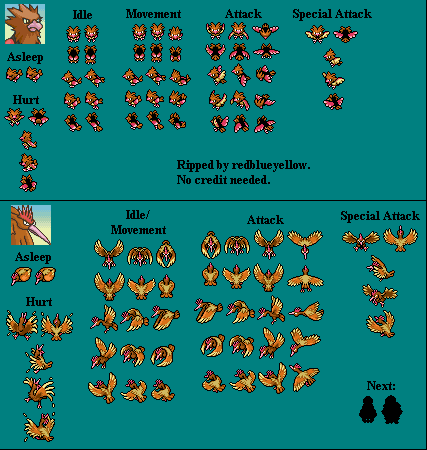 Idle
Movement
Attack
Special Attack
Asleep
Hurt
Ripped by redblueyellow.
No credit needed.
Idle/
Movement
Attack
Special Attack
Asleep
Hurt
Next: